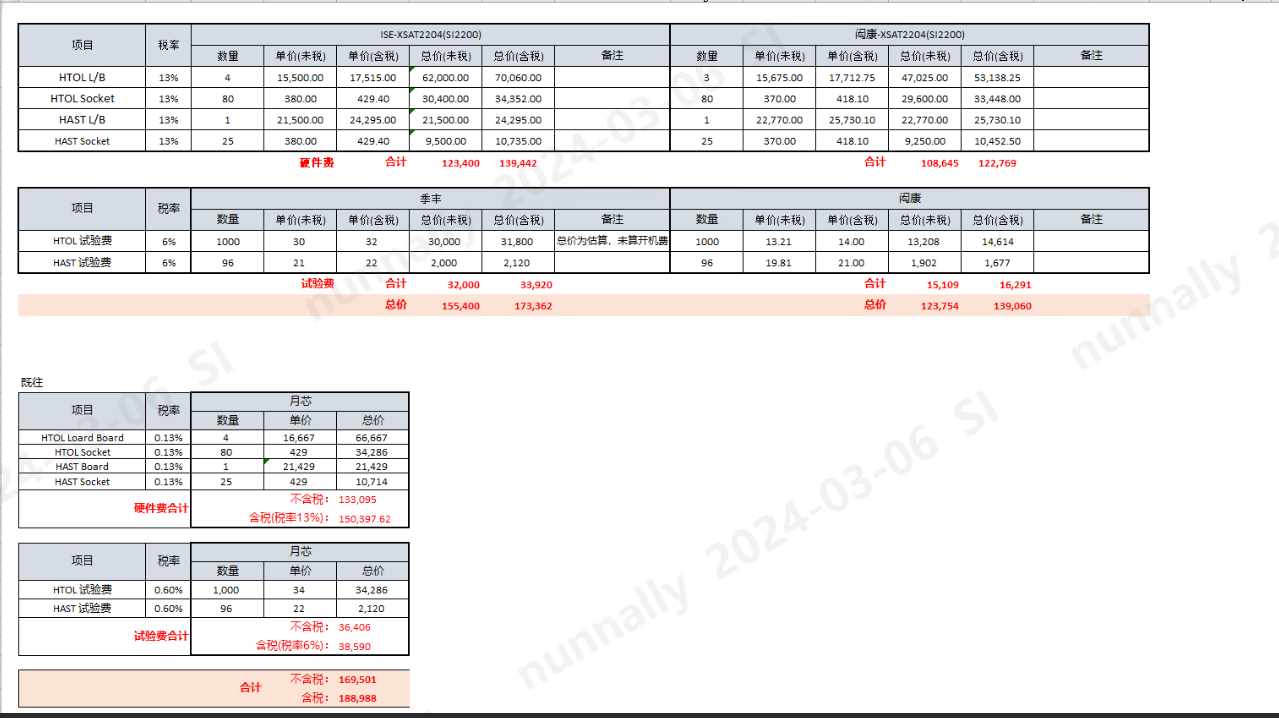 项目 税率 ISE-XSAT2204(SI2200) 闳康-XSAT2204(SI2200)
数量 单价(未税) 单价(含税) 总价(未税) 总价(含税) 备注 数量 单价(未税) 单价(含税) 总价(未税) 总价(含税) 备注
HTOL L/B 13% 4 15,500.00 17,515.00 62,000.00 70,060.00 3 15,675.00 17,712.75 47,025.00 53,138.25
HTOL Socket 13% 80 380.00 429.40 30,400.00 34,352.00 80 370.00 418.10 29,600.00 33,448.00
HAST L/B 13% 1 21,500.00 24,295.00 21,500.00 24,295.00 1 22,770.00 25,730.10 22,770.00 25,730.10
HAST Socket 13% 25 380.00 429.40 9,500.00 10,735.00 25 370.00 418.10 9,250.00 10,452.50
硬件费 合计 123,400 139,442 合计 108,645 122,769
项目 税率 季丰 闳康
数量 单价(未税) 单价(含税) 总价(未税) 总价(含税) 备注 数量 单价(未税) 单价(含税) 总价(未税) 总价(含税) 备注
HTOL 试验费 6% 1000 30 32 30,000 31,800 总价为估算，未算开机费 1000 13.21 14.00 13,208 14,614
HAST 试验费 6% 96 21 22 2,000 2,120 96 19.81 21.00 1,902 1,677
试验费 合计 32,000 33,920 合计 15,109 16,291
总价 155,400 173,362 总价 123,754 139,060
既往
项目 税率 月芯
数量 单价 总价
HTOL Loard Board 0.13% 4 16,667 66,667
HTOL Socket 0.13% 80 429 34,286
HAST Board 0.13% 1 21,429 21,429
HAST Socket 0.13% 25 429 10,714
硬件费合计 不含税： 133,095
含税(税率13%)： 150,397.62
项目 税率 月芯
数量 单价 总价
HTOL 试验费 0.60% 1,000 34 34,286
HAST 试验费 0.60% 96 22 2,120
试验费合计 不含税： 36,406
含税(税率6%)： 38,590
合计 不含税： 169,501
含税： 188,988
nunnally 2024-03-06 SI
nunnally 2
24-03-06 SI
nunnally 2024-03-06 SI